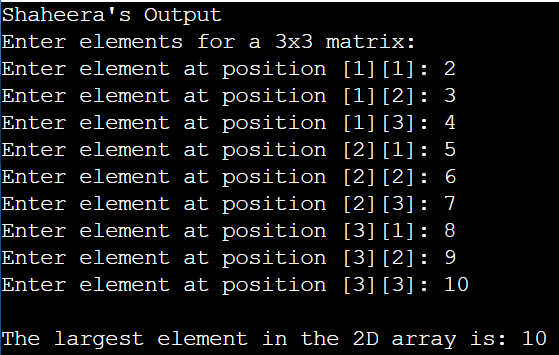 Shaheera's Output
Enter elements for a 3x3 matrix:
Enter element at position [1][1]: 2
Enter element at position [1][2]: 3
Enter element at position [1][3]: 4
Enter element at position [2][1]: 5
Enter element at position [2][2]: 6
Enter element at position [2][3]: 7
Enter element at position [3][1]: 8
Enter element at position [3][2]: 9
Enter element at position [3][3]: 10
The largest element in the 2D array is: 10